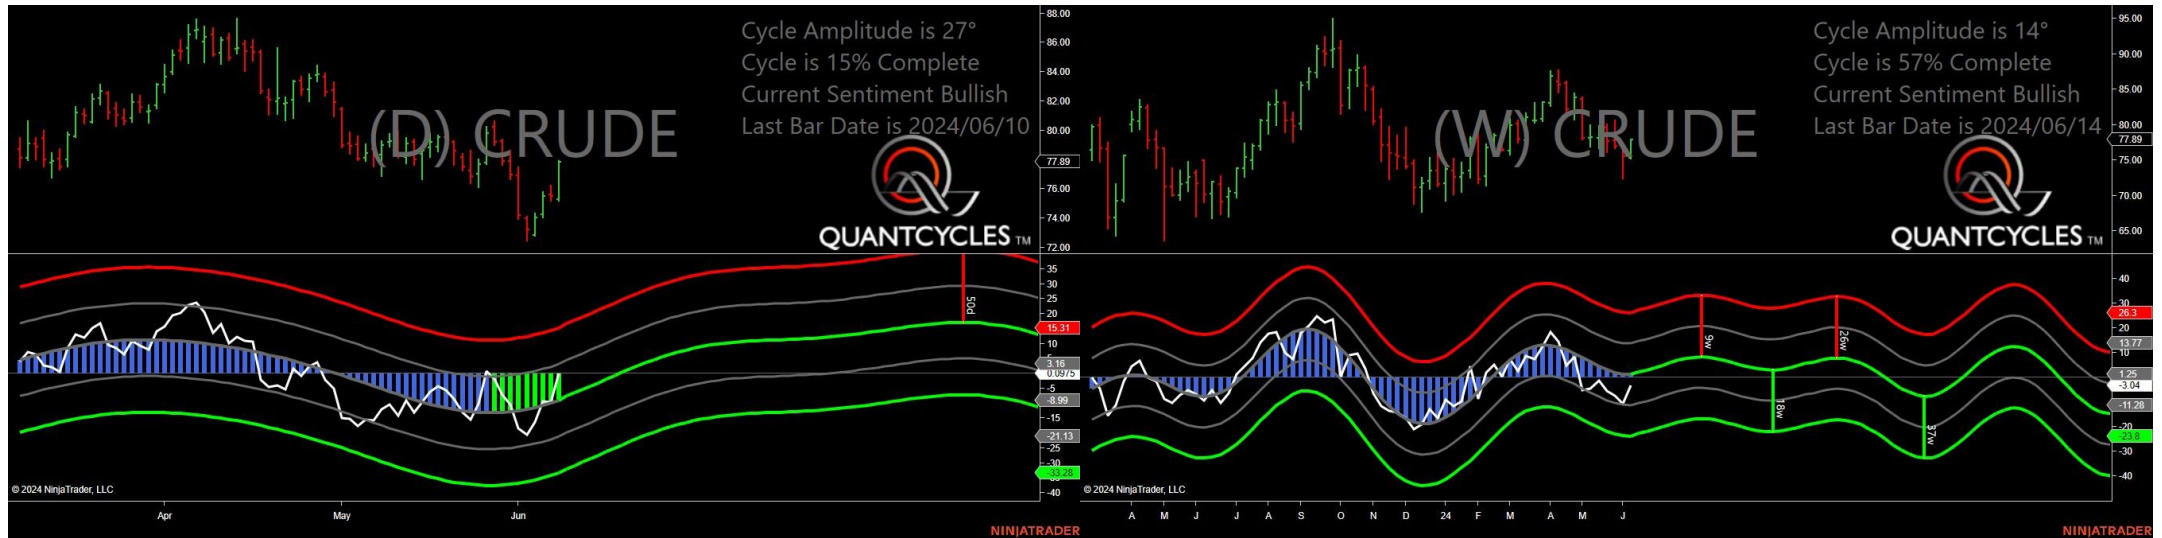 Cycle Amplitude is 27°
Cycle is 15% Complete
Current Sentiment Bullish
Last Bar Date is 2024/06/10
(D) CRUDE
QUANTCYCLES TM
88.00
86.00
84.00
82.00
80.00
77.89
76.00
74.00
72.00
50d
35
30
25
20
15.31
10
5
3.16
0.0975
-5
-8.99
-15
-21.13
-25
-30
-33.28
-40
© 2024 NinjaTrader, LLC
Apr May Jun
NINJATRADER
Cycle Amplitude is 14°
Cycle is 57% Complete
Current Sentiment Bullish
Last Bar Date is 2024/06/14
(W) CRUDE
QUANTCYCLES TM
95.00
90.00
85.00
80.00
77.89
75.00
70.00
65.00
9w
26w
18w
37w
40
30
26.3
20
13.77
10
1.25
-3.04
-11.28
-20
-23.8
-30
-40
© 2024 NinjaTrader, LLC
A M J J A S O N D 24 F M A M J
NINJATRADER